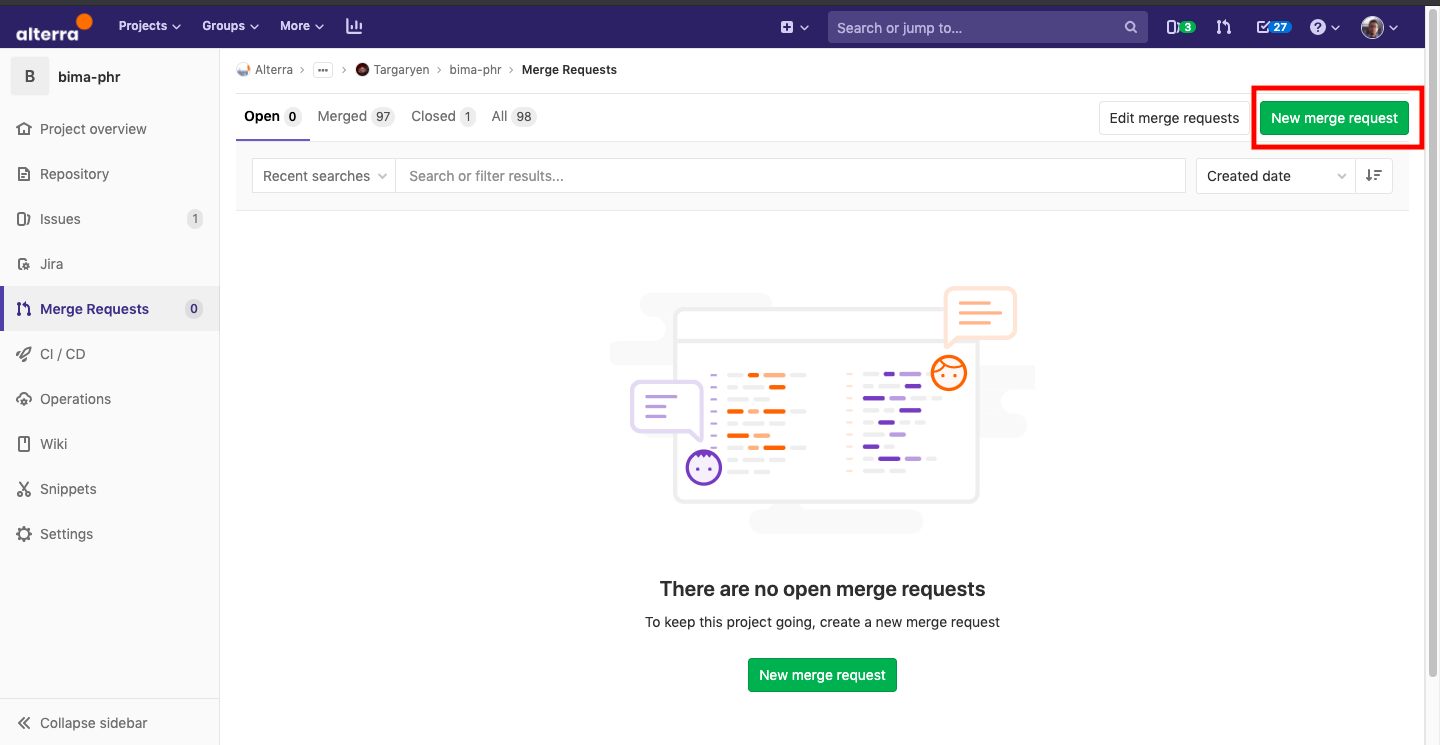 alterra Projects Groups More Search or jump to... 3 27
B bima-phr
Alterra > ... > Targaryen > bima-phr > Merge Requests
Open 0 Merged 97 Closed 1 All 98 Edit merge requests New merge request
Recent searches Search or filter results... Created date
Project overview
Repository
Issues 1
Jira
Merge Requests 0
CI / CD
Operations
Wiki
Snippets
Settings
There are no open merge requests
To keep this project going, create a new merge request
New merge request
Collapse sidebar